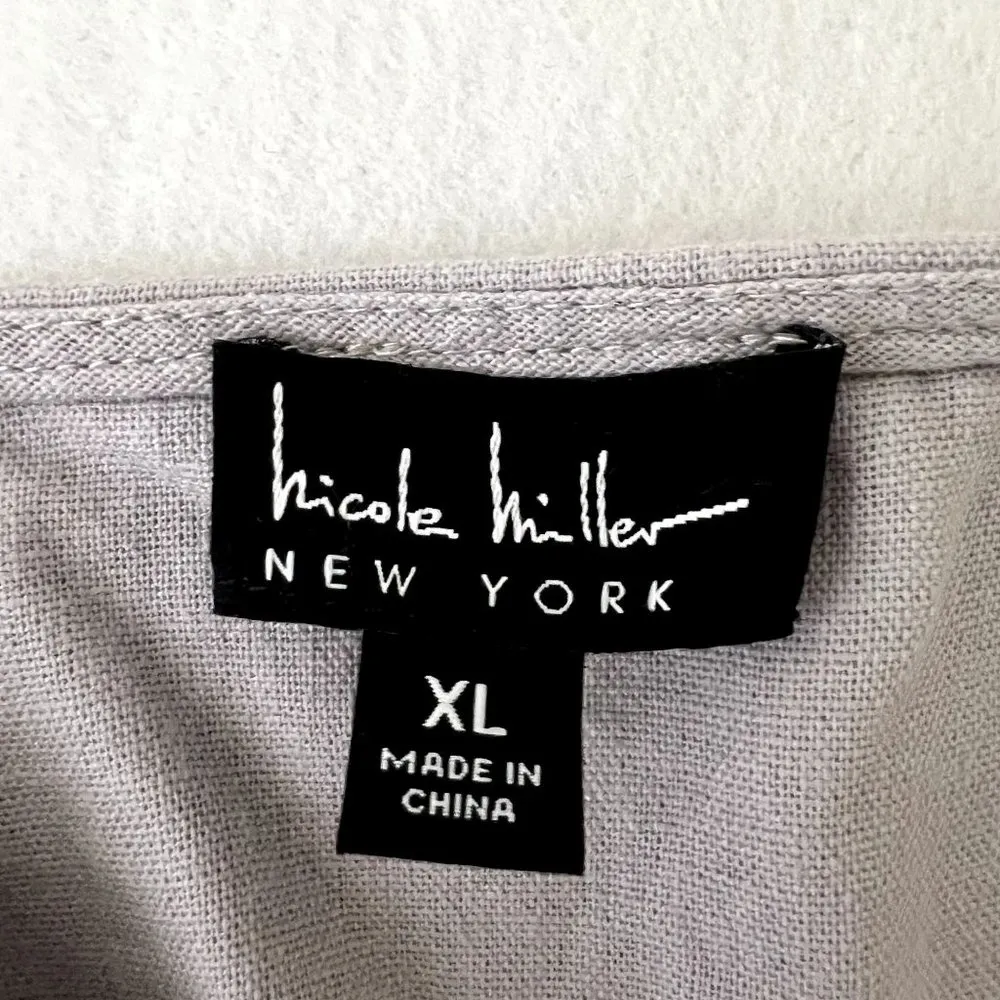 nicole miller
NEW YORK
XL
MADE IN
CHINA